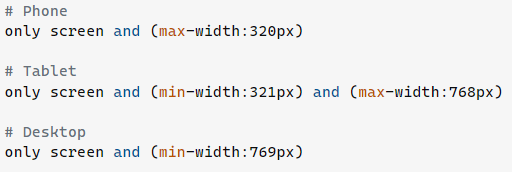 # Phone
only screen and (max-width:320px)
# Tablet
only screen and (min-width:321px) and (max-width:768px)
# Desktop
only screen and (min-width:769px)